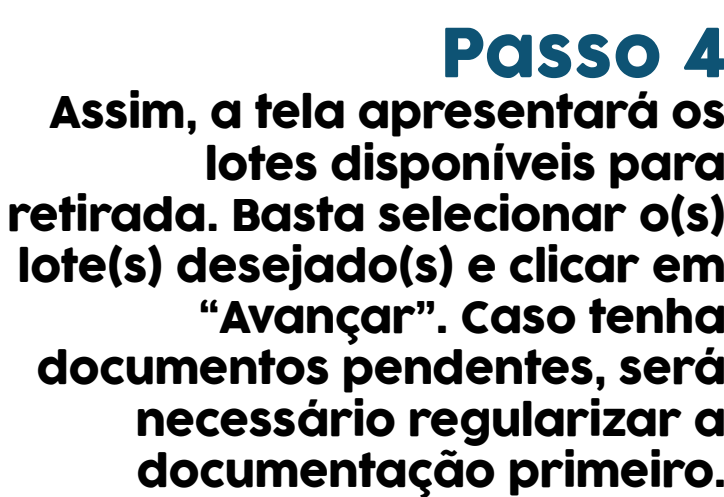 Passo 4
Assim, a tela apresentará os
lotes disponíveis para
retirada. Basta selecionar o(s)
lote(s) desejado(s) e clicar em
“Avançar”. Caso tenha
documentos pendentes, será
necessário regularizar a
documentação primeiro.